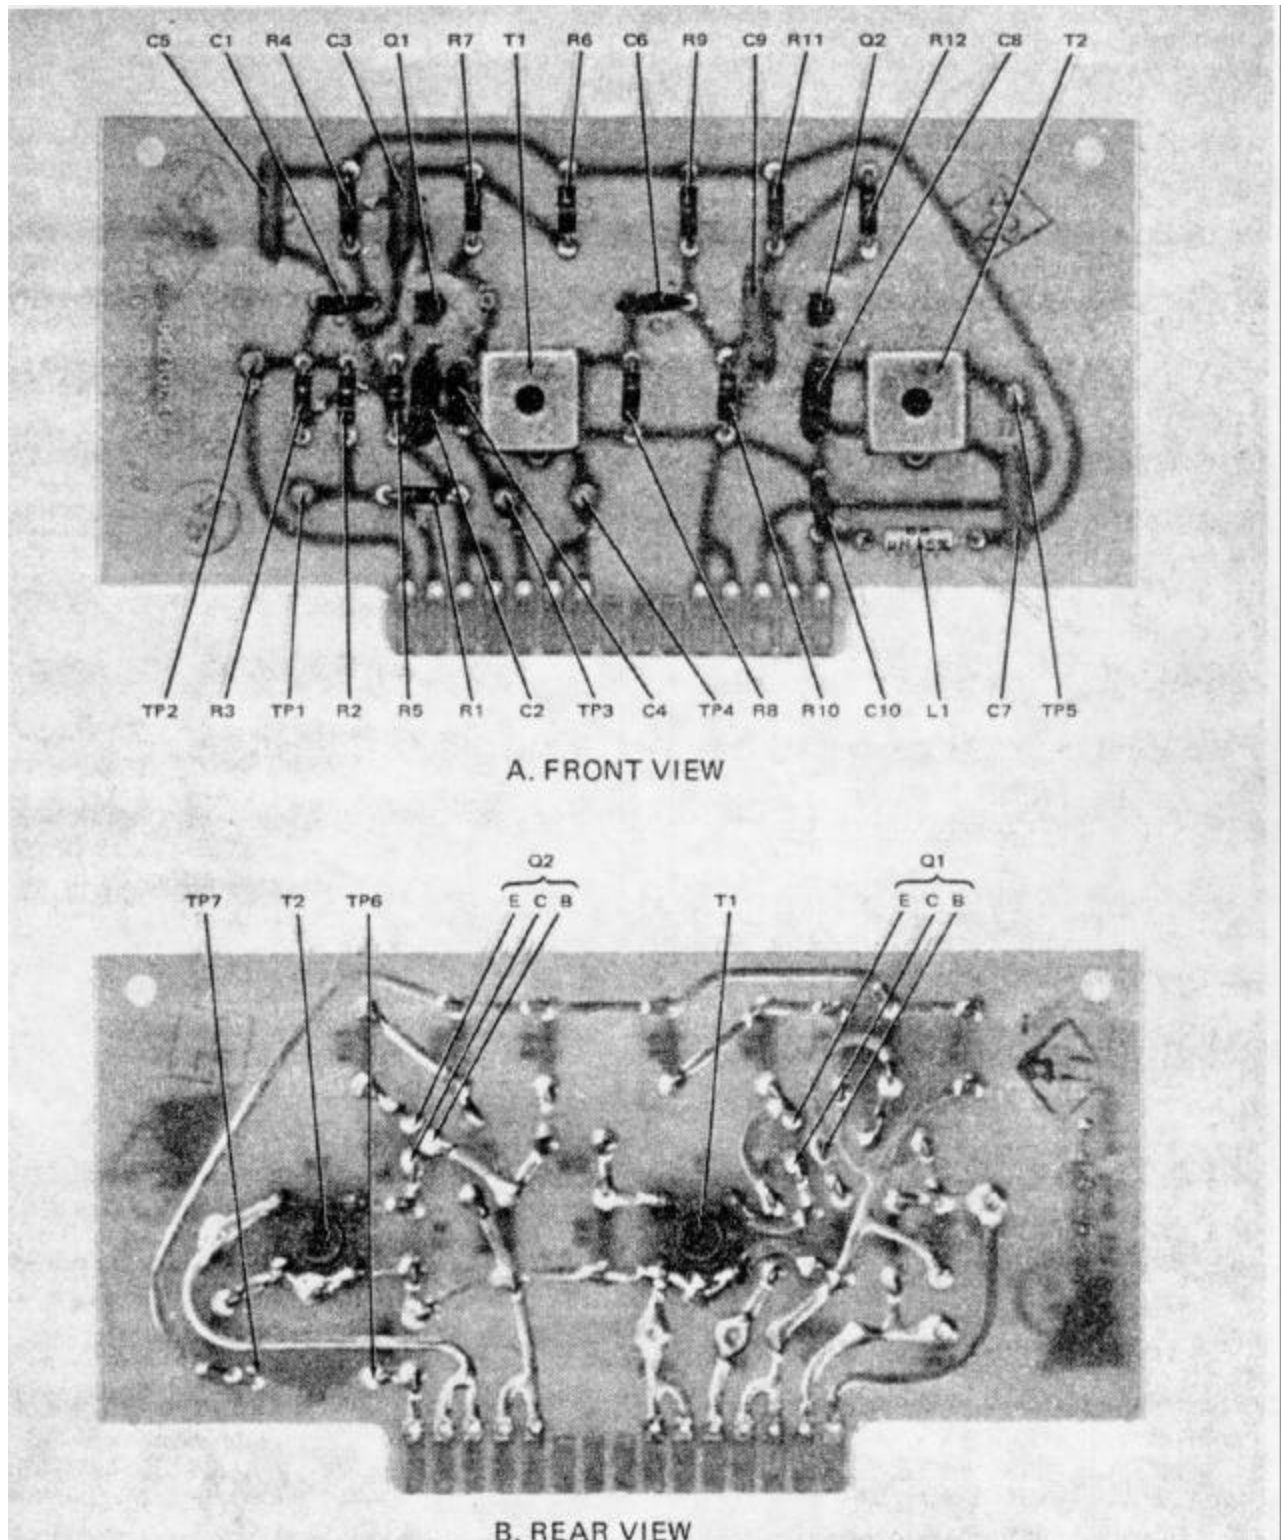 C5 C1 R4 C3 Q1 R7 T1 R6 C6 R9 C9 R11 Q2 R12 C8 T2
TP2 R3 TP1 R2 R5 R1 C2 TP3 C4 TP4 R8 R10 C10 L1 C7 TP5
A. FRONT VIEW
Q2 Q1
TP7 T2 TP6 E C B T1 E C B
B. REAR VIEW